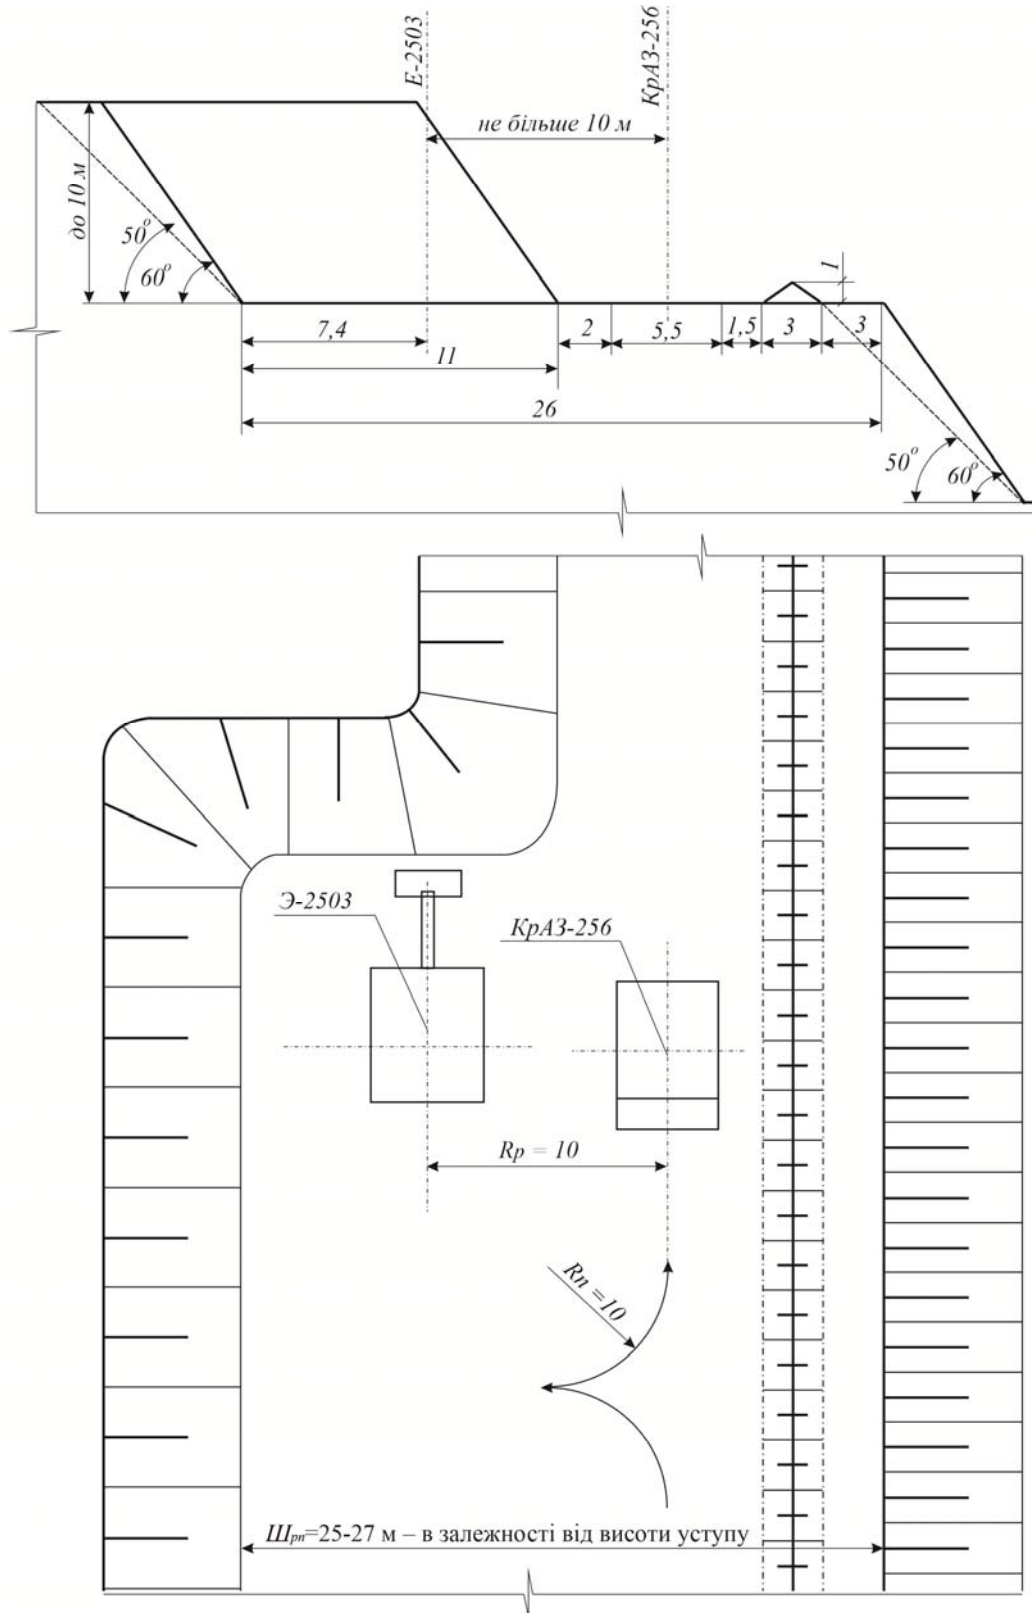 Е-2503
КрАЗ-256
не більше 10 м
до 10 м
50°
60°
1
7,4
2
5,5
1,5
3
3
11
26
50°
60°
Э-2503
КрАЗ-256
Rp = 10
Rп =10
Шрп=25-27 м – в залежності від висоти уступу